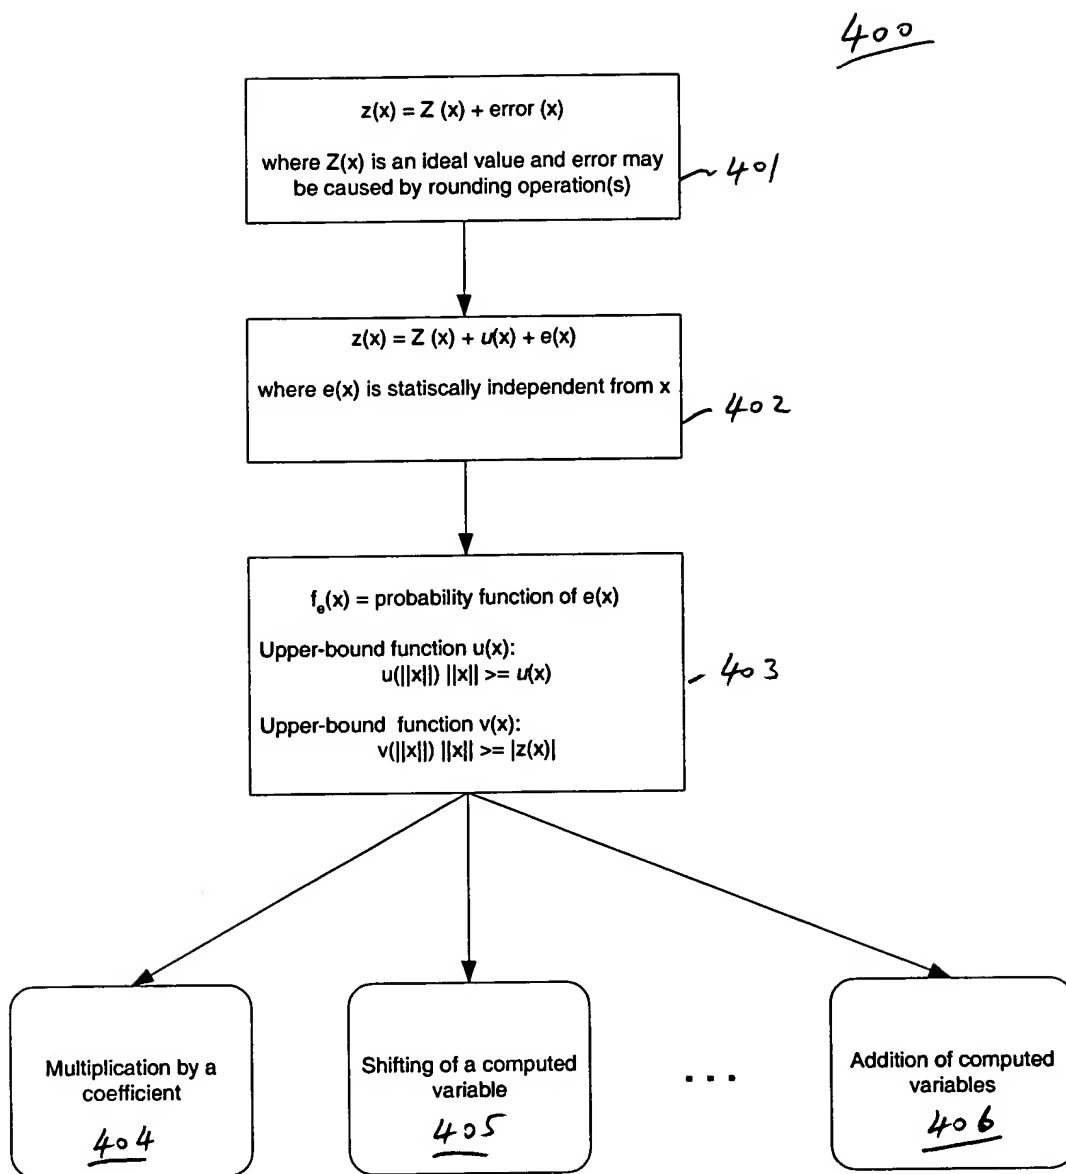 400
z(x) = Z (x) + error (x)
where Z(x) is an ideal value and error may
be caused by rounding operation(s)
401
z(x) = Z (x) + u(x) + e(x)
where e(x) is statiscally independent from x
402
fₑ(x) = probability function of e(x)
Upper-bound function u(x):
u(||x||) ||x|| >= u(x)
Upper-bound function v(x):
v(||x||) ||x|| >= |z(x)|
403
Multiplication by a
coefficient
404
Shifting of a computed
variable
405
...
Addition of computed
variables
406